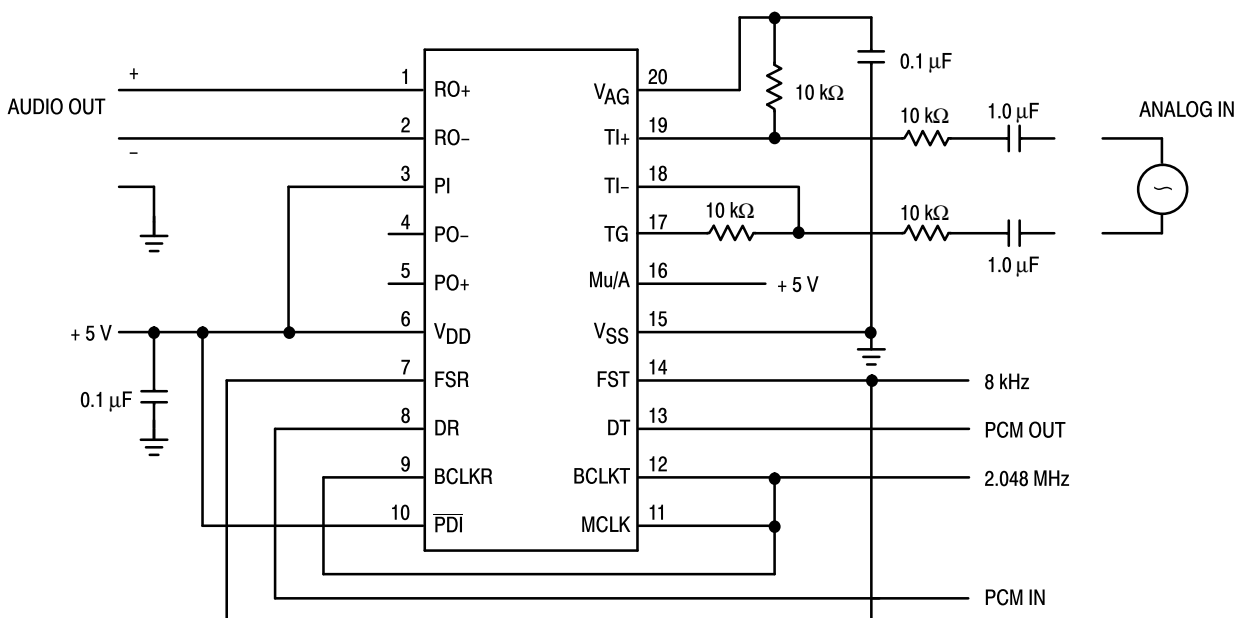 AUDIO OUT
+
−
1 RO+
2 RO−
3 PI
4 PO−
5 PO+
+ 5 V
6 VDD
0.1 μF
7 FSR
8 DR
9 BCLKR
10 PDI
VAG 20
TI+ 19
TI− 18
TG 17
Mu/A 16
+ 5 V
VSS 15
FST 14
8 kHz
DT 13
PCM OUT
BCLKT 12
2.048 MHz
MCLK 11
PCM IN
0.1 μF
10 kΩ
10 kΩ
1.0 μF
ANALOG IN
10 kΩ
10 kΩ
1.0 μF